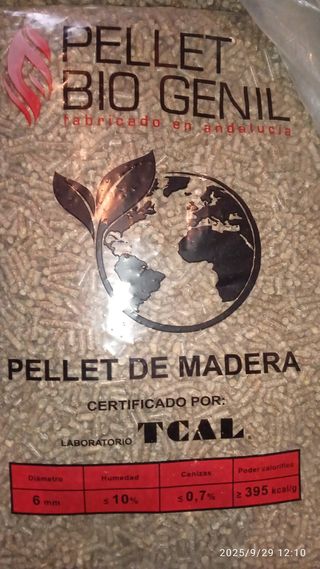 PELLET
BIO GENIL
fabricado en andalucia
PELLET DE MADERA
CERTIFICADO POR:
LABORATORIO TCAL
Diámetro Humedad Cenizas Poder calorífico
6 mm ≤ 10% ≤ 0,7% ≥ 395 kcal/g
2025/9/29 12:10